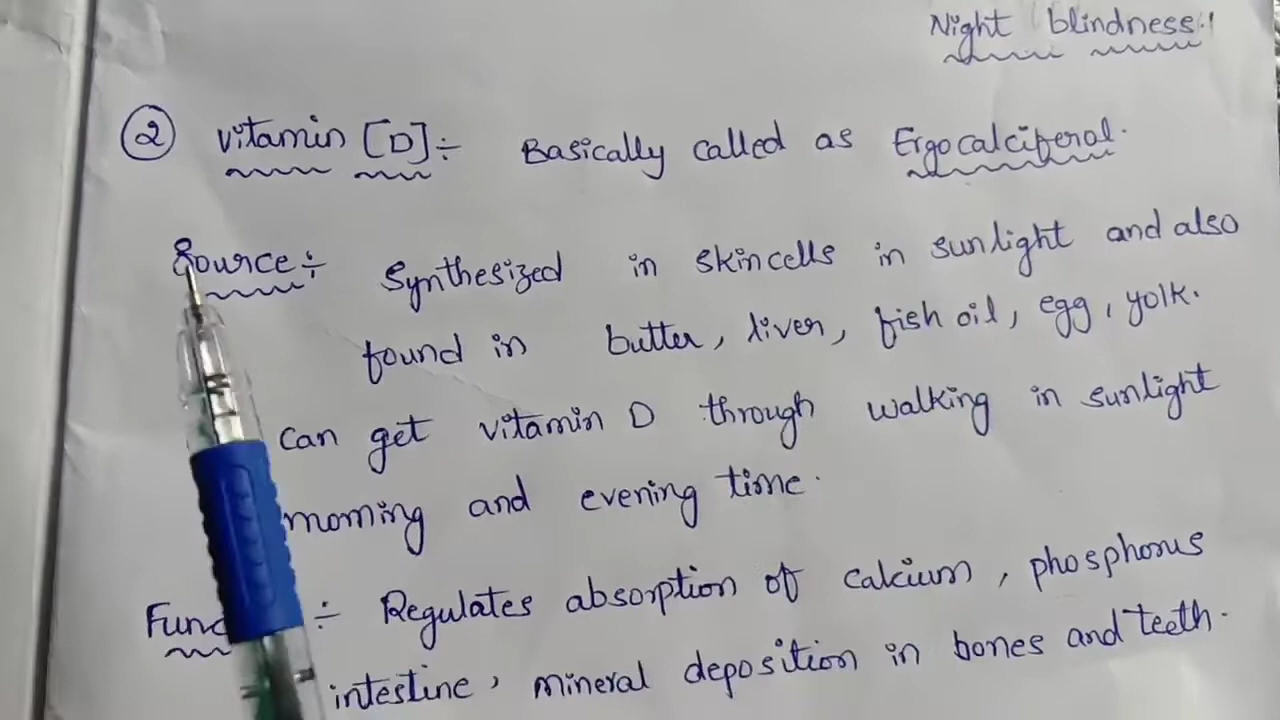 Night blindness.
② vitamin [D]÷ Basically called as Ergocalciferol.
Source÷ Synthesized in skin cells in sunlight and also
found in butter, liver, fish oil, egg, yolk.
can get vitamin D through walking in sunlight
morning and evening time.
Func ÷ Regulates absorption of calcium, phosphorus
intestine, mineral deposition in bones and teeth.